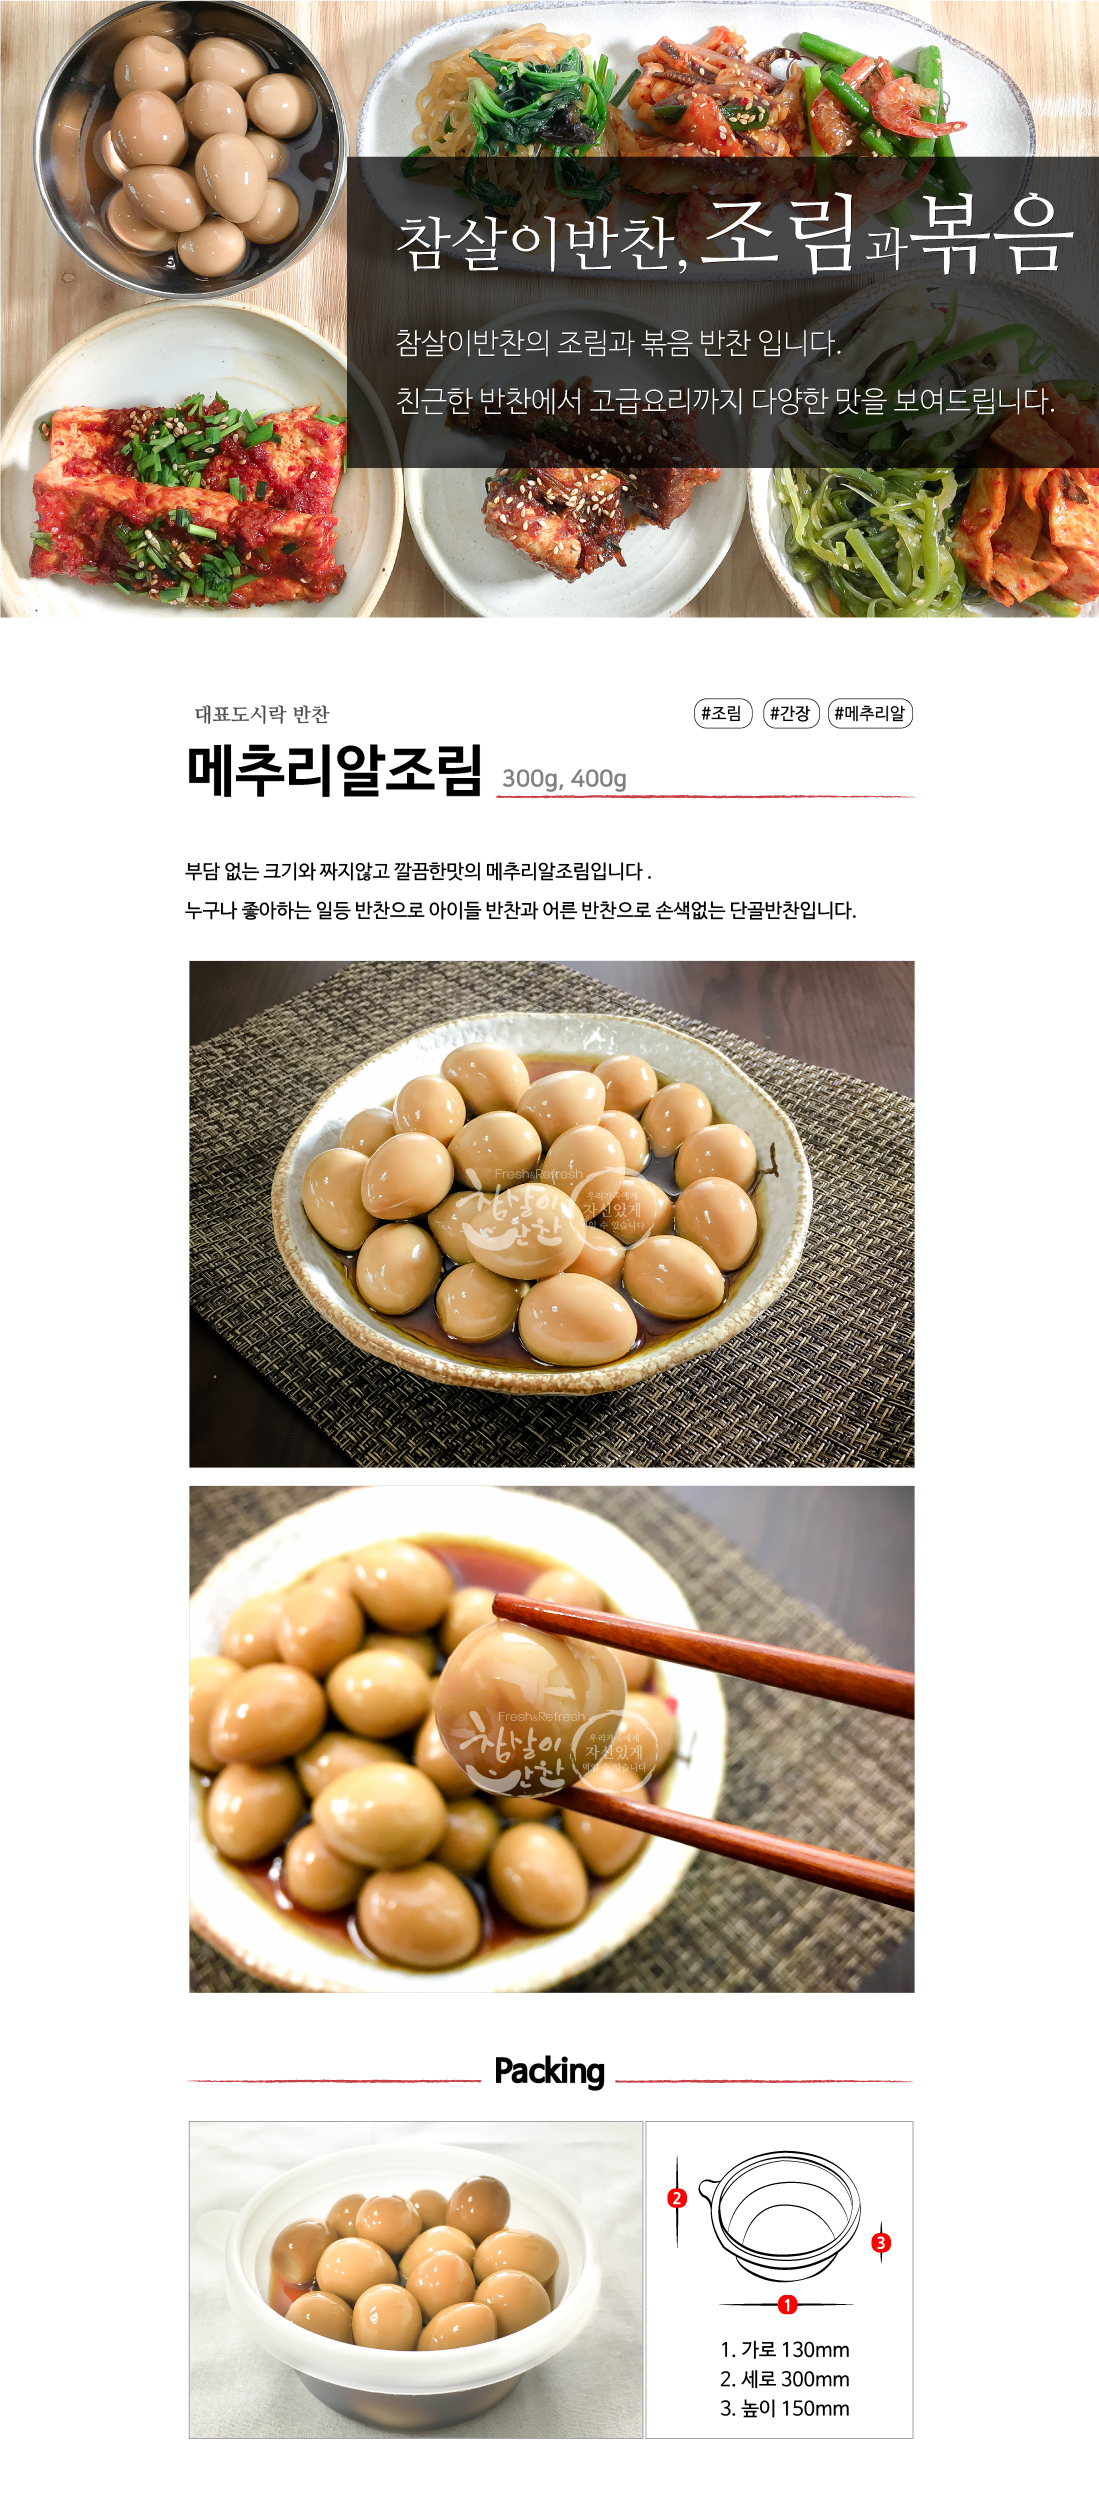 참살이반찬, 조림과볶음
참살이반찬의 조림과 볶음 반찬 입니다.
친근한 반찬에서 고급요리까지 다양한 맛을 보여드립니다.
대표도시락 반찬
#조림 #간장 #메추리알
메추리알조림 300g, 400g
부담 없는 크기와 짜지않고 깔끔한맛의 메추리알조림입니다 .
누구나 좋아하는 일등 반찬으로 아이들 반찬과 어른 반찬으로 손색없는 단골반찬입니다.
Fresh&Refresh
참살이
반찬
우리가족에게
자신있게
수 있습니다
Fresh&Refresh
참살이
반찬
우리가족에게
자신있게
있습니다
Packing
2
3
1
1. 가로 130mm
2. 세로 300mm
3. 높이 150mm